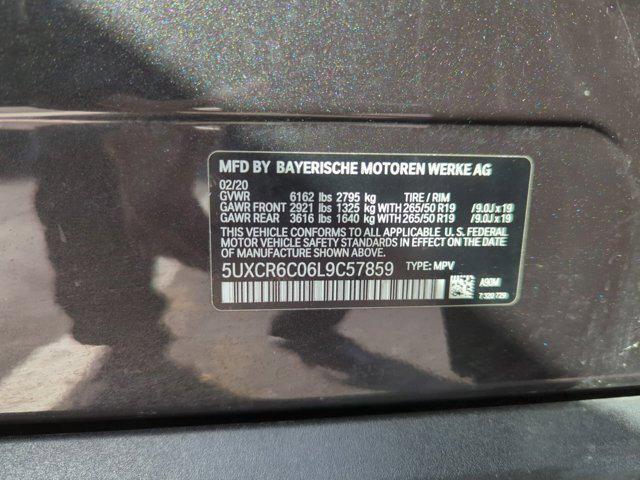 MFD BY BAYERISCHE MOTOREN WERKE AG
02/20
GVWR 6162 lbs 2795 kg TIRE / RIM
GAWR FRONT 2921 lbs 1325 kg WITH 265/50 R19 /9.0J x 19
GAWR REAR 3616 lbs 1640 kg WITH 265/50 R19 /9.0J x 19
THIS VEHICLE CONFORMS TO ALL APPLICABLE U. S. FEDERAL
MOTOR VEHICLE SAFETY STANDARDS IN EFFECT ON THE DATE
OF MANUFACTURE SHOWN ABOVE.
5UXCR6C06L9C57859 TYPE: MPV
A90M
7 320 729